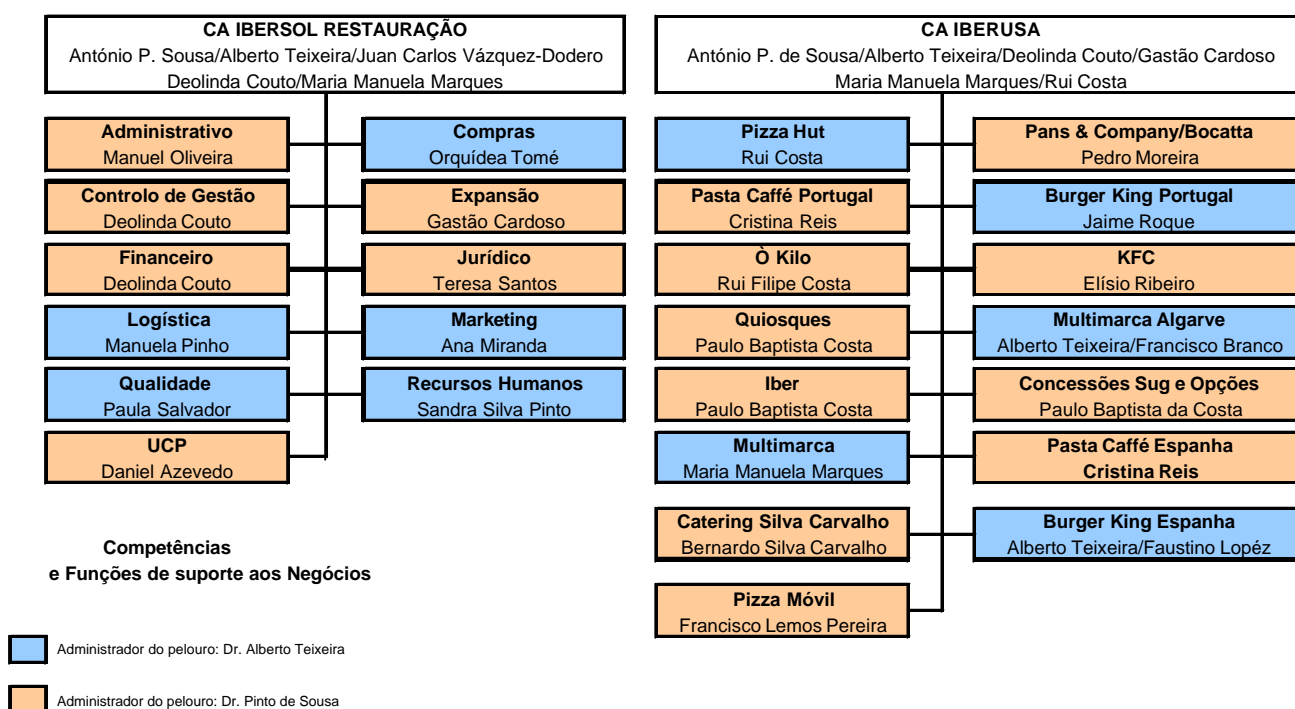 CA IBERSOL RESTAURAÇÃO
António P. Sousa/Alberto Teixeira/Juan Carlos Vázquez-Dodero
Deolinda Couto/Maria Manuela Marques
Administrativo
Manuel Oliveira
Compras
Orquídea Tomé
Controlo de Gestão
Deolinda Couto
Expansão
Gastão Cardoso
Financeiro
Deolinda Couto
Jurídico
Teresa Santos
Logística
Manuela Pinho
Marketing
Ana Miranda
Qualidade
Paula Salvador
Recursos Humanos
Sandra Silva Pinto
UCP
Daniel Azevedo
Competências
e Funções de suporte aos Negócios
CA IBERUSA
António P. de Sousa/Alberto Teixeira/Deolinda Couto/Gastão Cardoso
Maria Manuela Marques/Rui Costa
Pizza Hut
Rui Costa
Pans & Company/Bocatta
Pedro Moreira
Pasta Caffé Portugal
Cristina Reis
Burger King Portugal
Jaime Roque
Ò Kilo
Rui Filipe Costa
KFC
Elísio Ribeiro
Quiosques
Paulo Baptista Costa
Multimarca Algarve
Alberto Teixeira/Francisco Branco
Iber
Paulo Baptista Costa
Concessões Sug e Opções
Paulo Baptista da Costa
Multimarca
Maria Manuela Marques
Pasta Caffé Espanha
Cristina Reis
Catering Silva Carvalho
Bernardo Silva Carvalho
Burger King Espanha
Alberto Teixeira/Faustino Lopéz
Pizza Móvil
Francisco Lemos Pereira
Administrador do pelouro: Dr. Alberto Teixeira
Administrador do pelouro: Dr. Pinto de Sousa